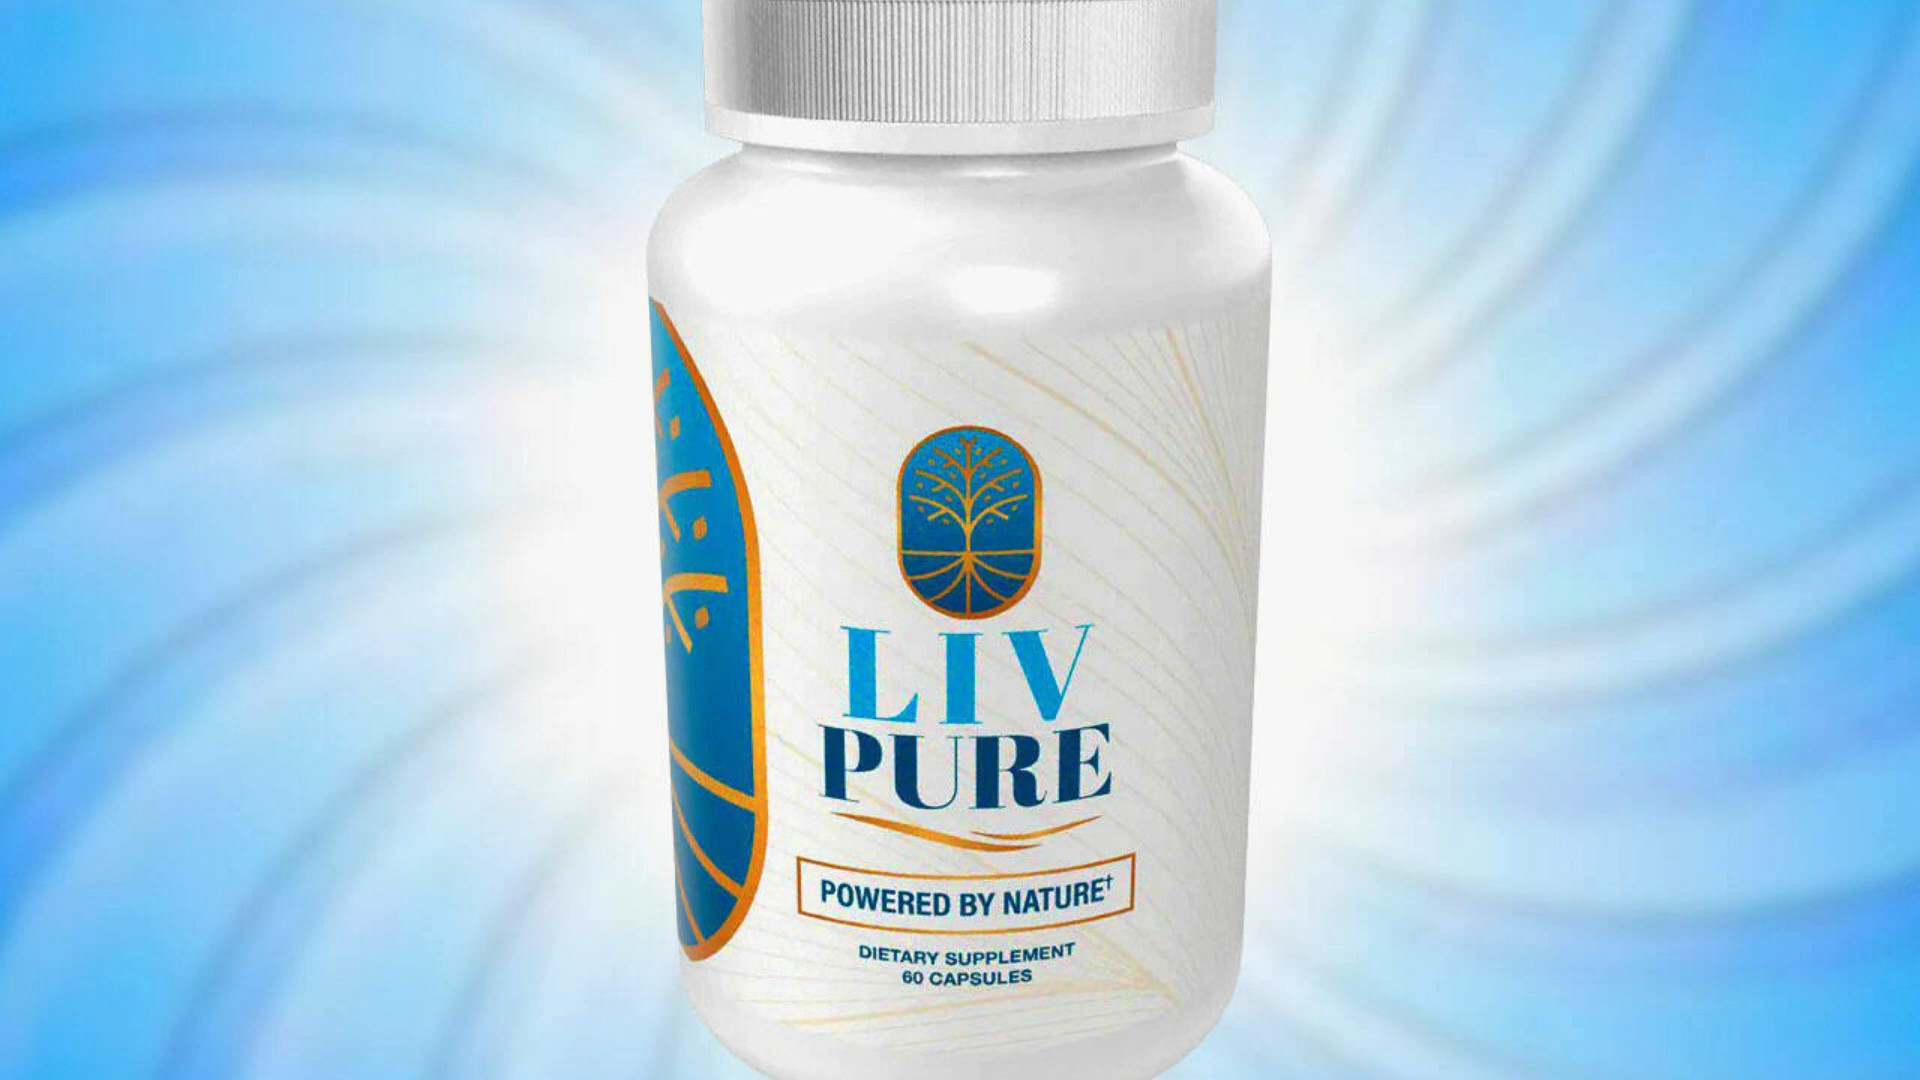 LIV
PURE
POWERED BY NATURE†
DIETARY SUPPLEMENT
60 CAPSULES